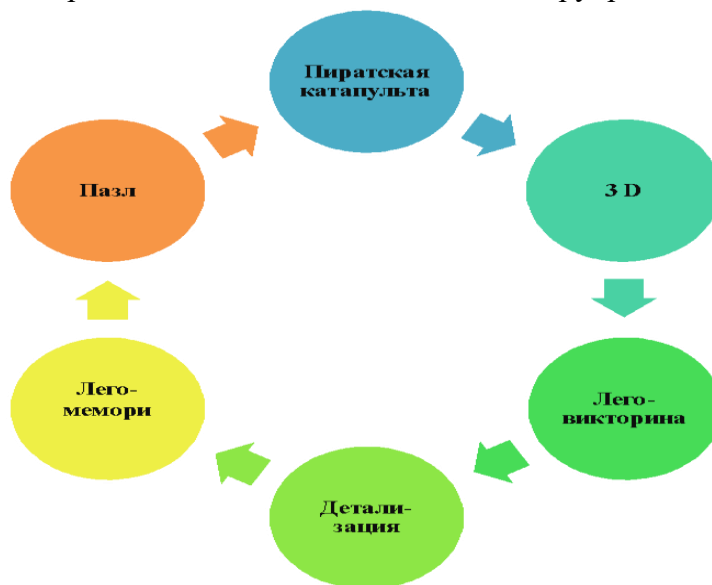 Пиратская
катапульта
3 D
Лего-
викторина
Детали-
зация
Лего-
мемори
Пазл